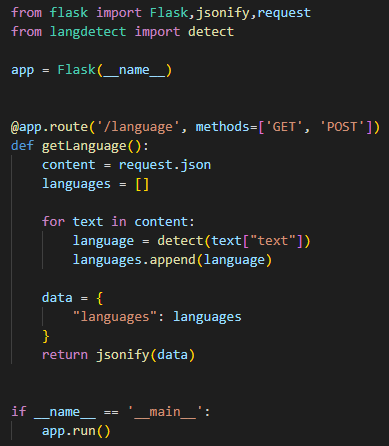 from flask import Flask,jsonify,request
from langdetect import detect

app = Flask(__name__)


@app.route('/language', methods=['GET', 'POST'])
def getLanguage():
    content = request.json
    languages = []

    for text in content:
        language = detect(text["text"])
        languages.append(language)

    data = {
        "languages": languages
    }
    return jsonify(data)


if __name__ == '__main__':
    app.run()